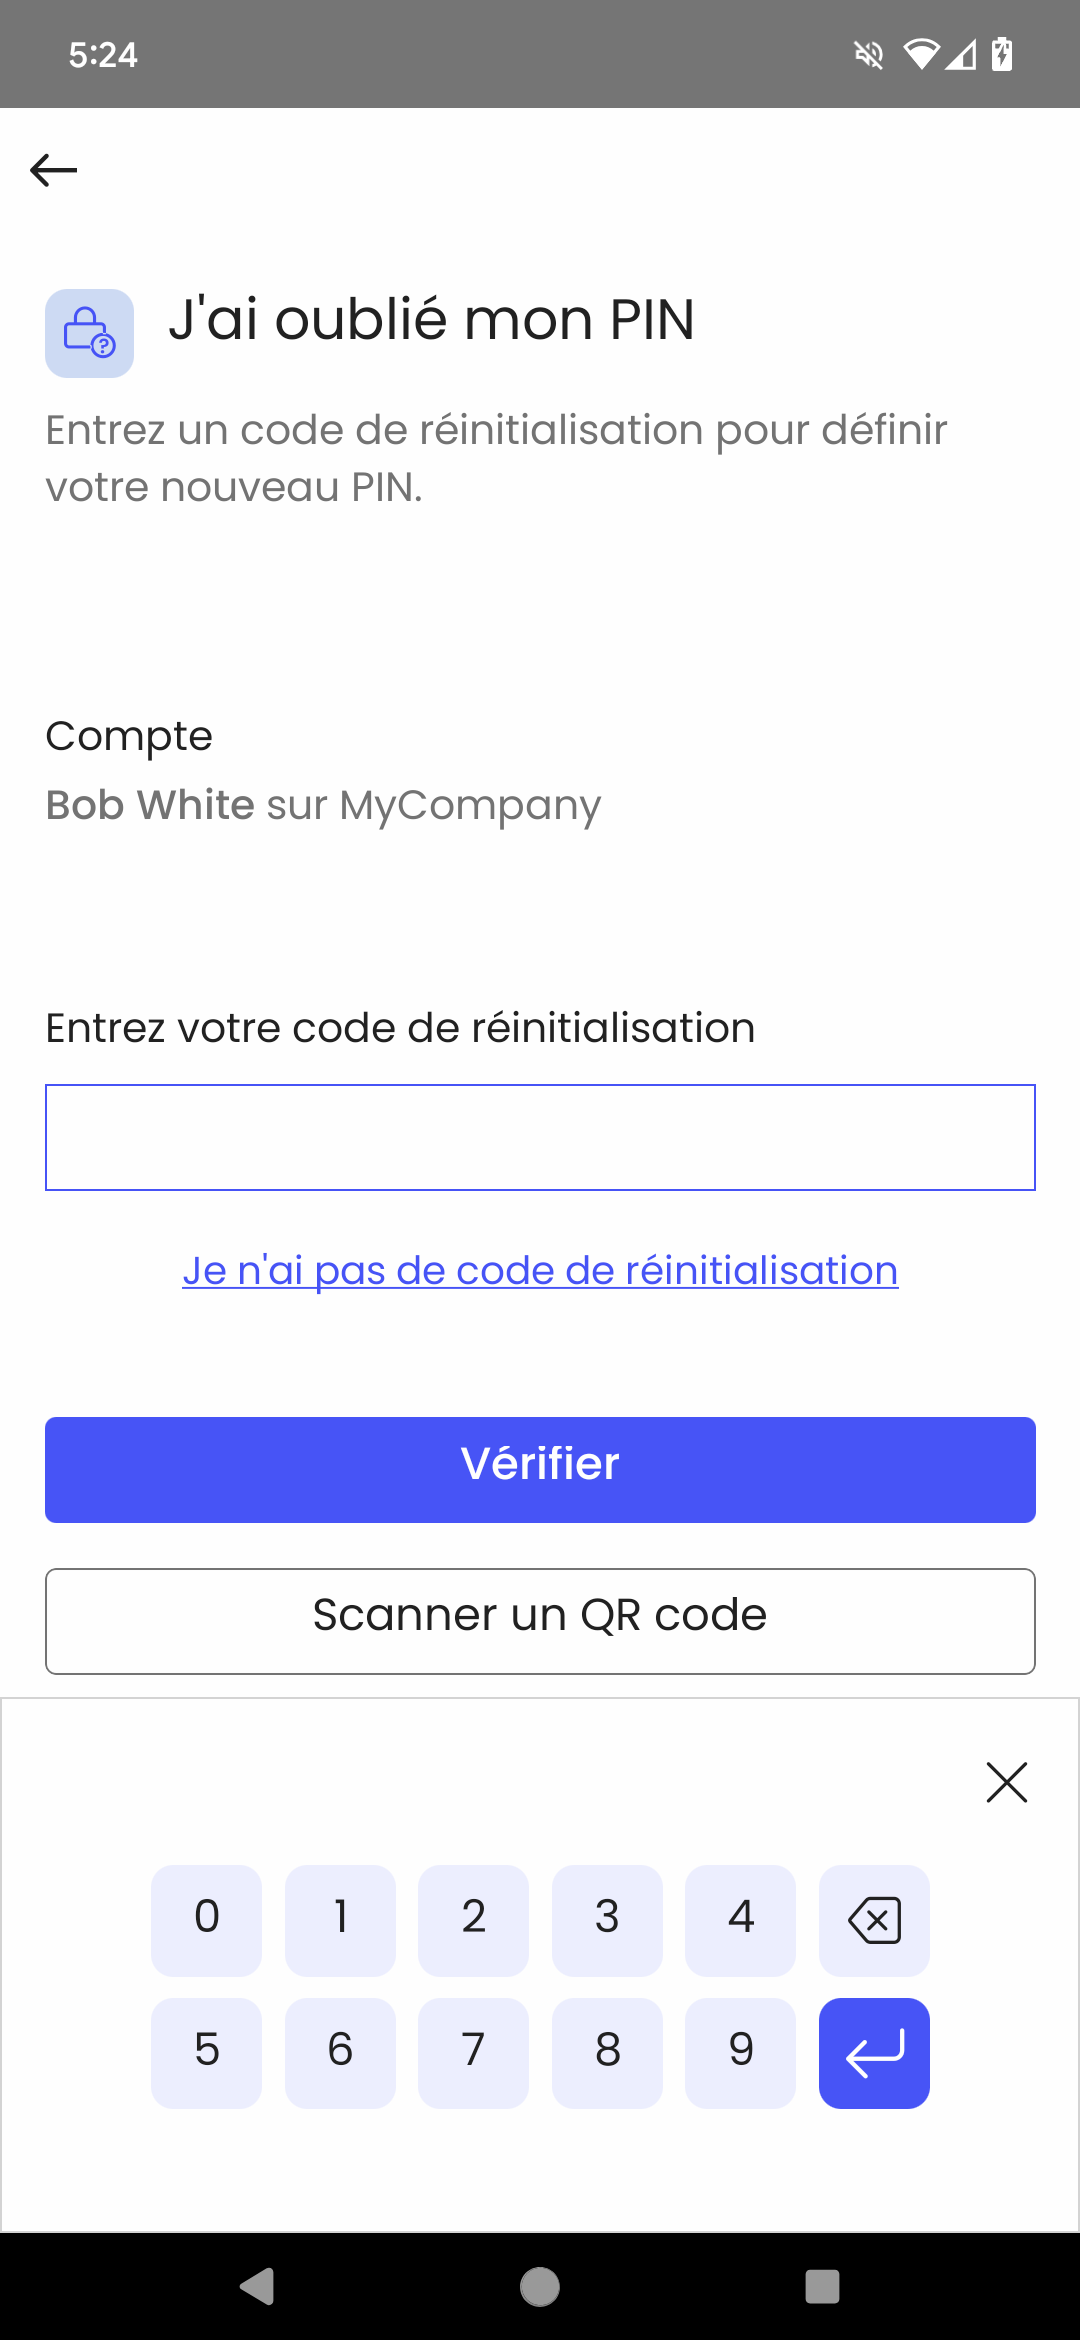 5:24
J'ai oublié mon PIN
Entrez un code de réinitialisation pour définir
votre nouveau PIN.
Compte
Bob White sur MyCompany
Entrez votre code de réinitialisation
Je n'ai pas de code de réinitialisation
Vérifier
Scanner un QR code
0 1 2 3 4
5 6 7 8 9